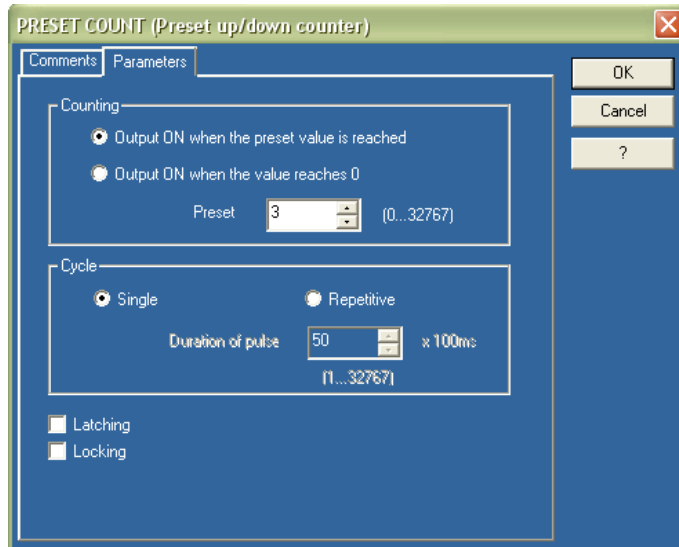 PRESET COUNT (Preset up/down counter)
Comments Parameters
OK
Cancel
?
Counting
Output ON when the preset value is reached
Output ON when the value reaches 0
Preset 3 (0...32767)
Cycle
Single Repetitive
Duration of pulse 50 x 100ms
(1...32767)
Latching
Locking